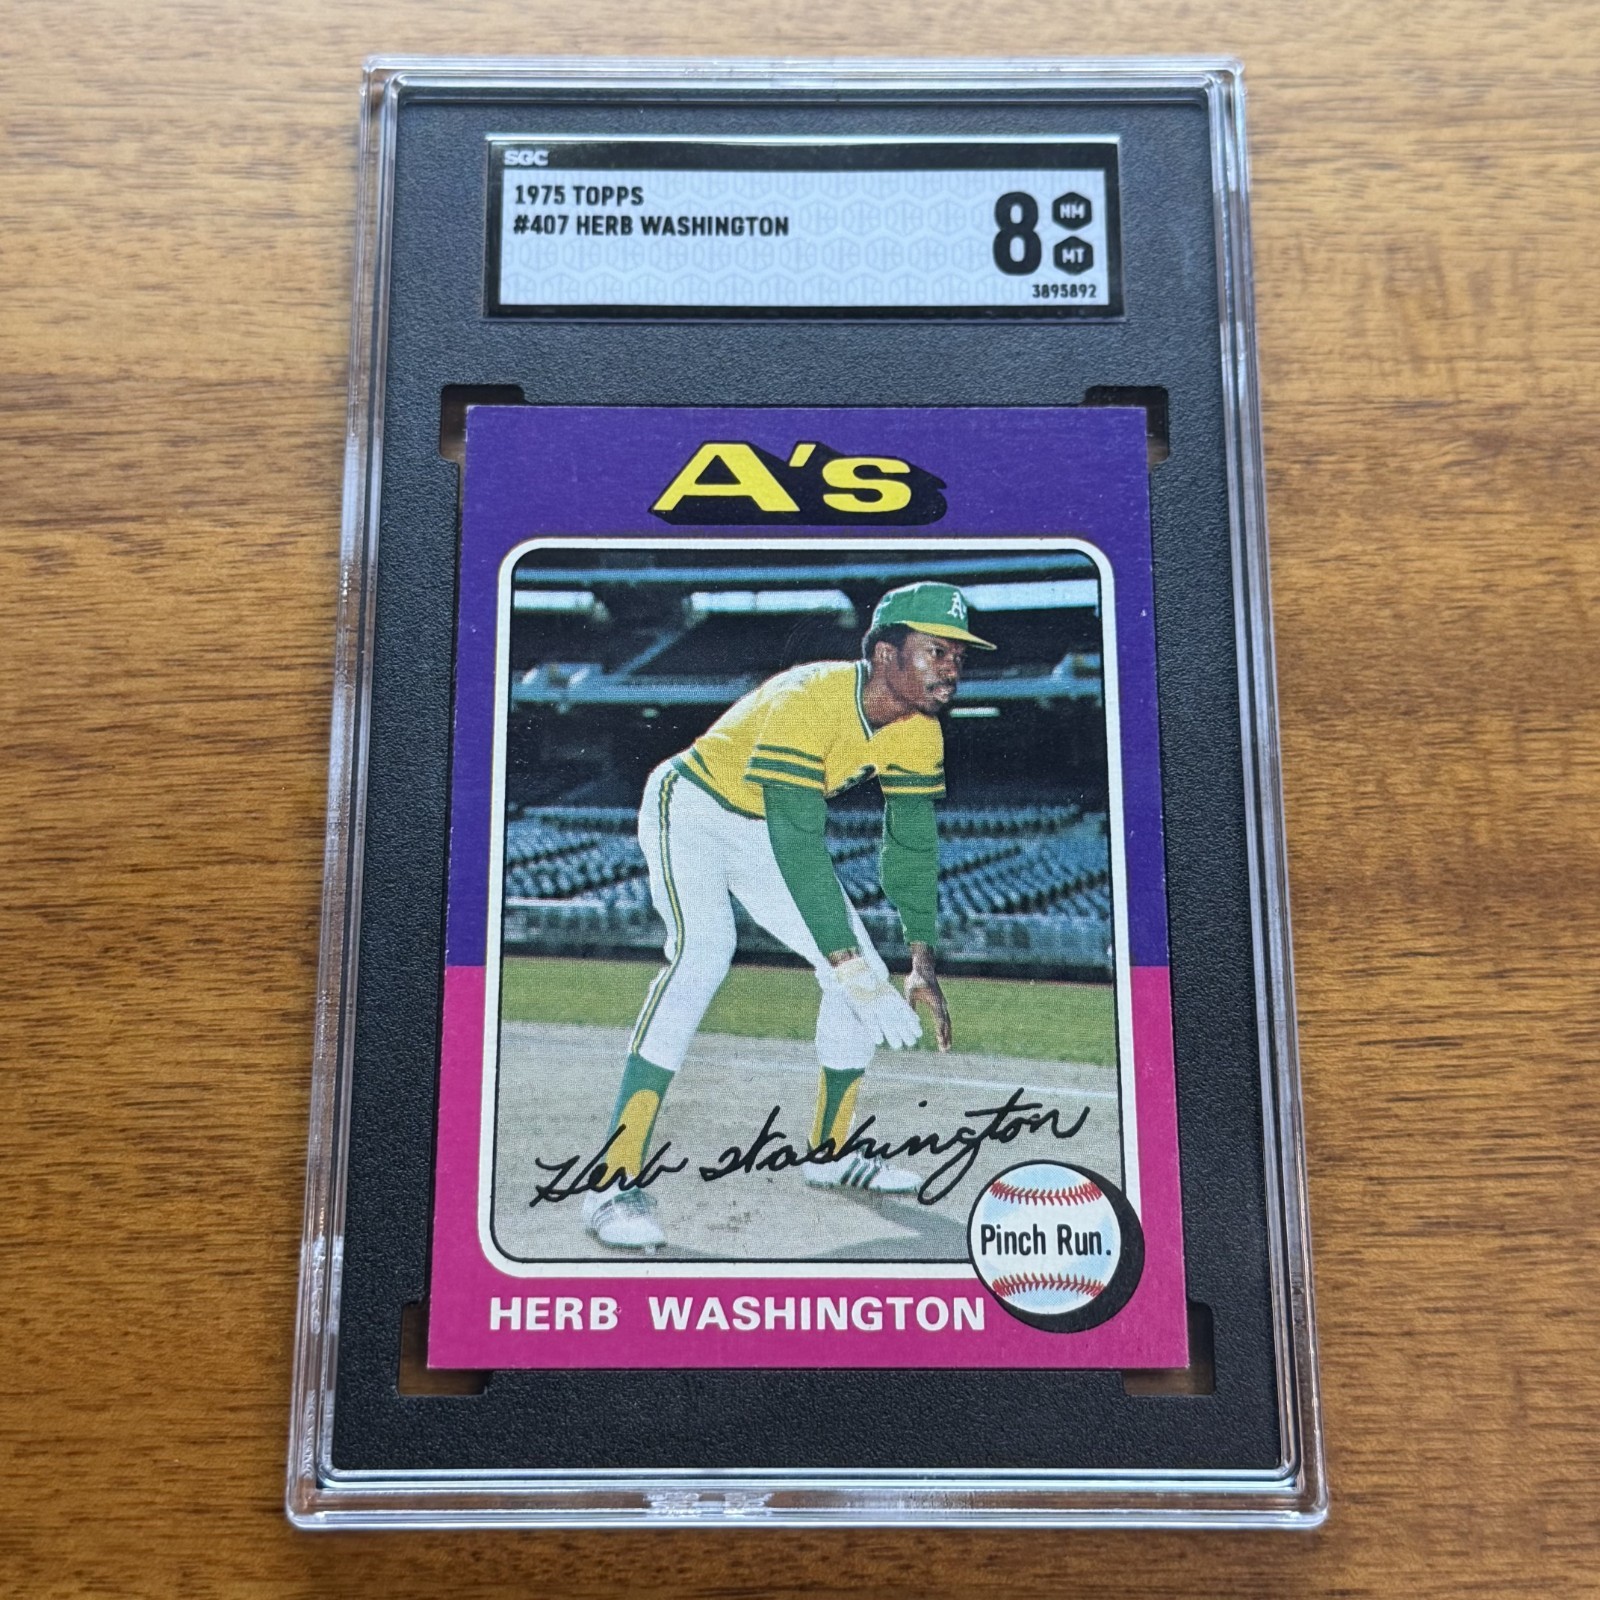 SGC
1975 TOPPS
#407 HERB WASHINGTON
8 NM MT
3895892
A's
A's
Herb Washington
Pinch Run.
HERB WASHINGTON